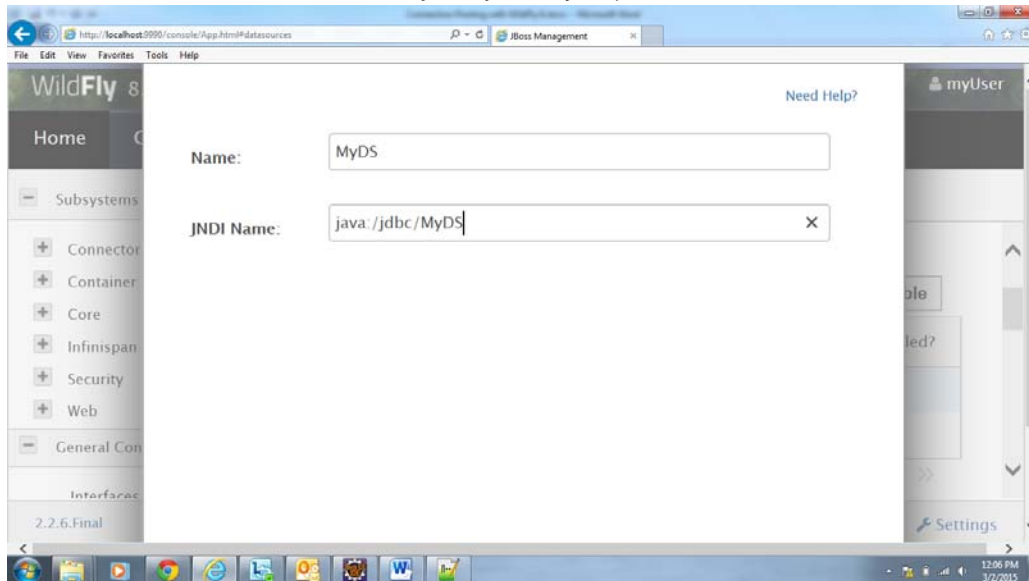 http://localhost:9990/console/App.html#datasources
JBoss Management
File Edit View Favorites Tools Help
WildFly 8
myUser
Need Help?
Home C
Name: MyDS
Subsystems
JNDI Name: java:/jdbc/MyDS
Connector
Container
ble
Core
Infinispan
led?
Security
Web
General Con
Interfaces
2.2.6.Final
Settings
12:06 PM
3/2/2015